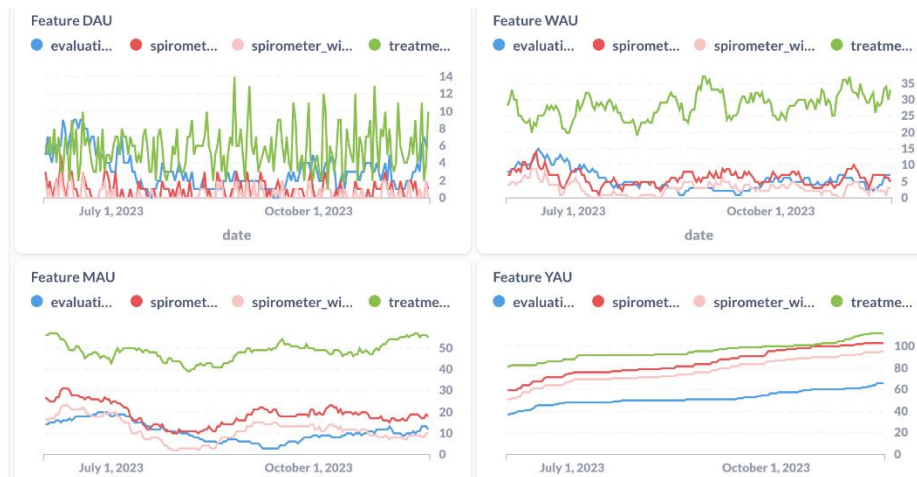 Feature DAU
evaluati... spiromet... spirometer_wi... treatme...
14
12
10
8
6
4
2
0
July 1, 2023 October 1, 2023
date
Feature WAU
evaluati... spiromet... spirometer_wi... treatme...
35
30
25
20
15
10
5
0
July 1, 2023 October 1, 2023
date
Feature MAU
evaluati... spiromet... spirometer_wi... treatme...
50
40
30
20
10
0
July 1, 2023 October 1, 2023
Feature YAU
evaluati... spiromet... spirometer_wi... treatme...
100
80
60
40
20
0
July 1, 2023 October 1, 2023